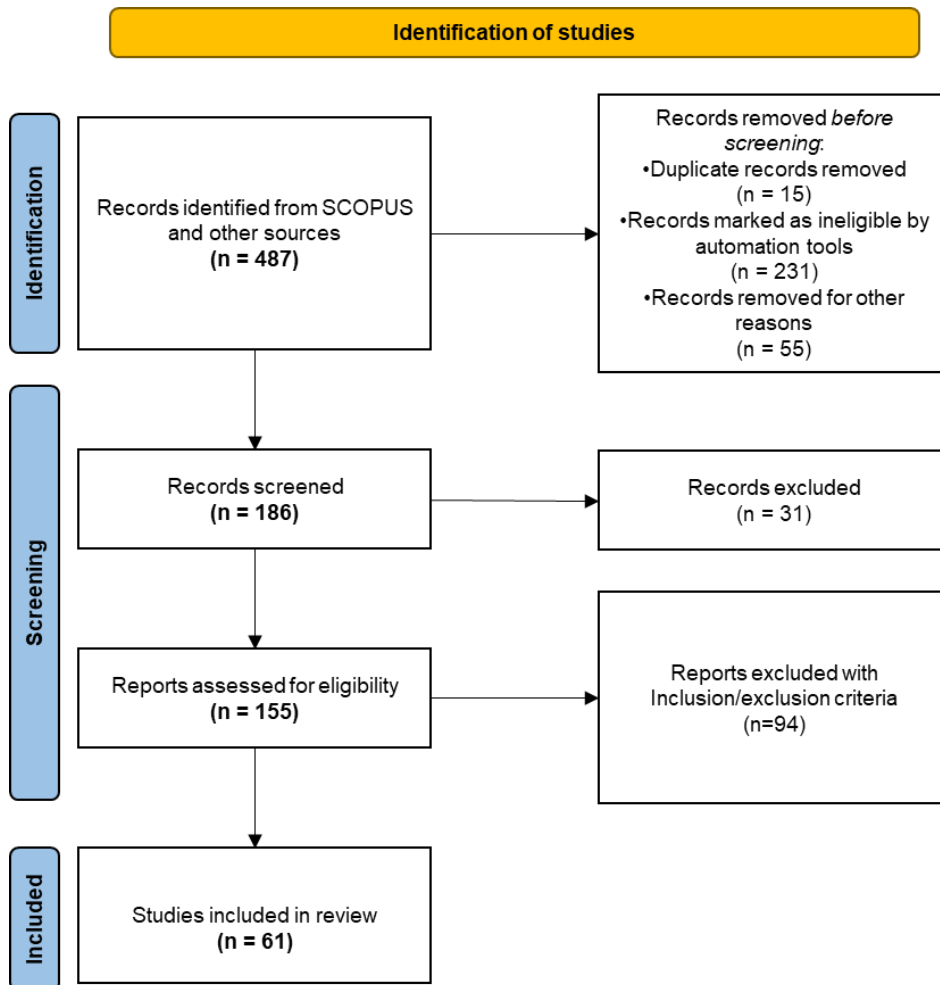 Identification of studies
Identification
Records identified from SCOPUS
and other sources
(n = 487)
Records removed before
screening:
•Duplicate records removed
(n = 15)
•Records marked as ineligible by
automation tools
(n = 231)
•Records removed for other
reasons
(n = 55)
Screening
Records screened
(n = 186)
Records excluded
(n = 31)
Reports assessed for eligibility
(n = 155)
Reports excluded with
Inclusion/exclusion criteria
(n=94)
Included
Studies included in review
(n = 61)